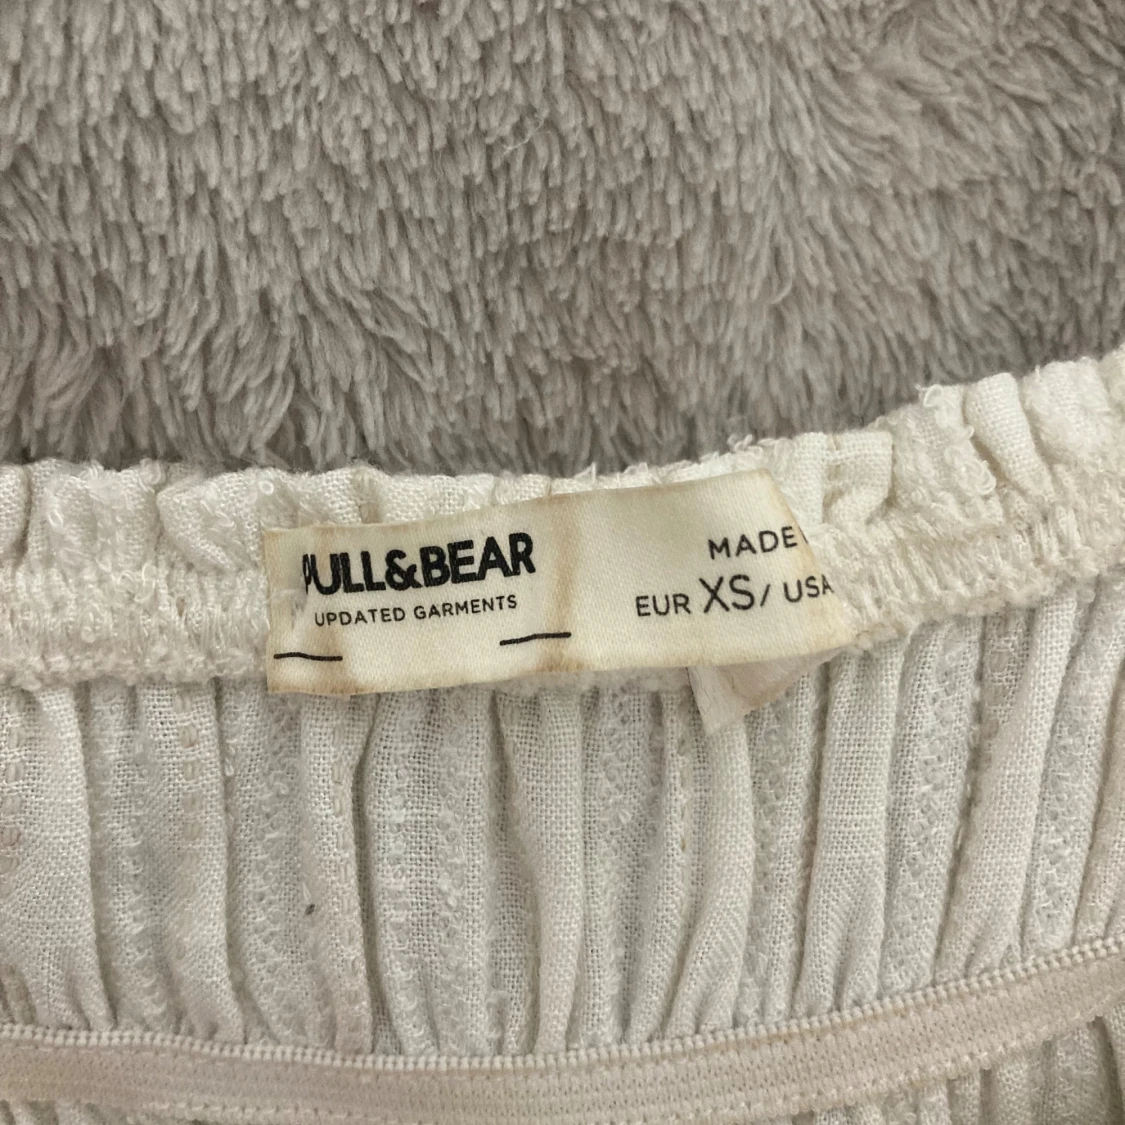 PULL&BEAR
UPDATED GARMENTS
MADE
EUR XS/ USA